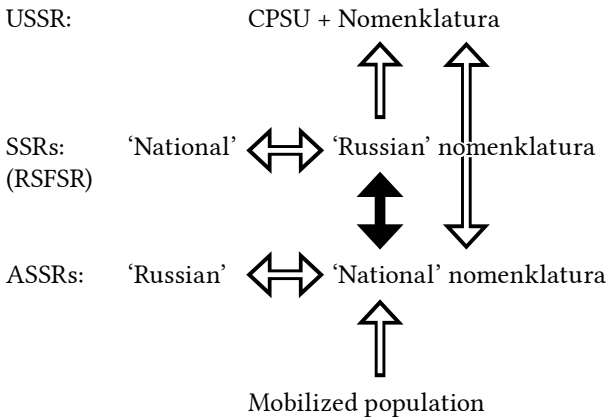 USSR: CPSU + Nomenklatura
SSRs: ‘National’ ‘Russian’ nomenklatura
(RSFSR)
ASSRs: ‘Russian’ ‘National’ nomenklatura
Mobilized population